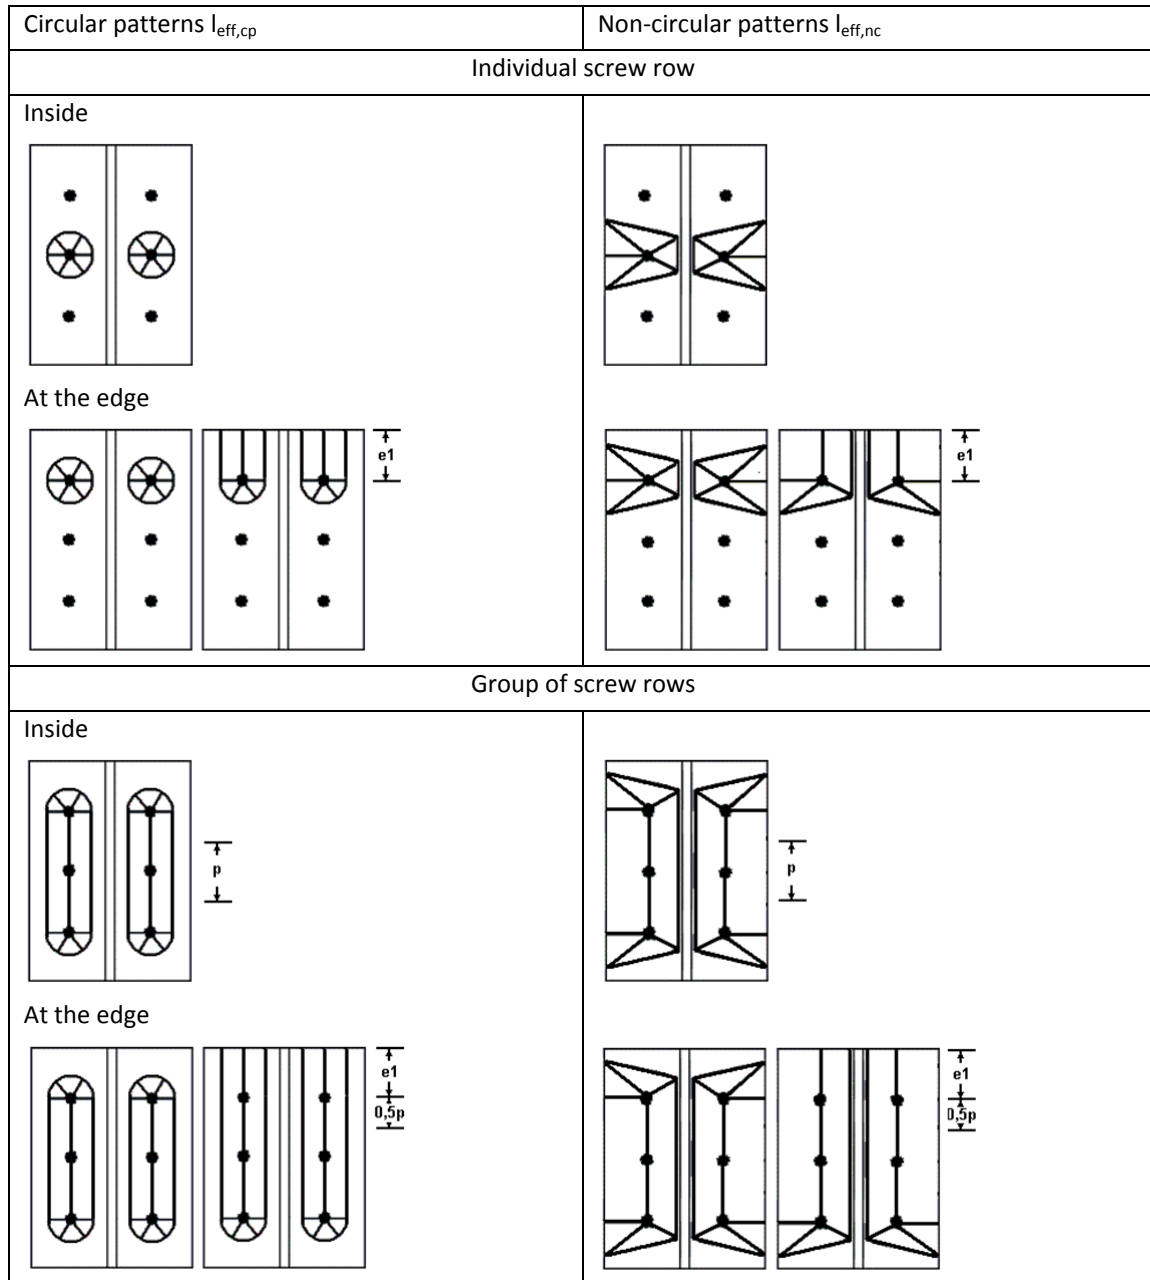 Circular patterns leff,cp
Non-circular patterns leff,nc
Individual screw row
Inside
At the edge
e1
e1
Group of screw rows
Inside
p
p
At the edge
e1
0,5p
e1
0,5p